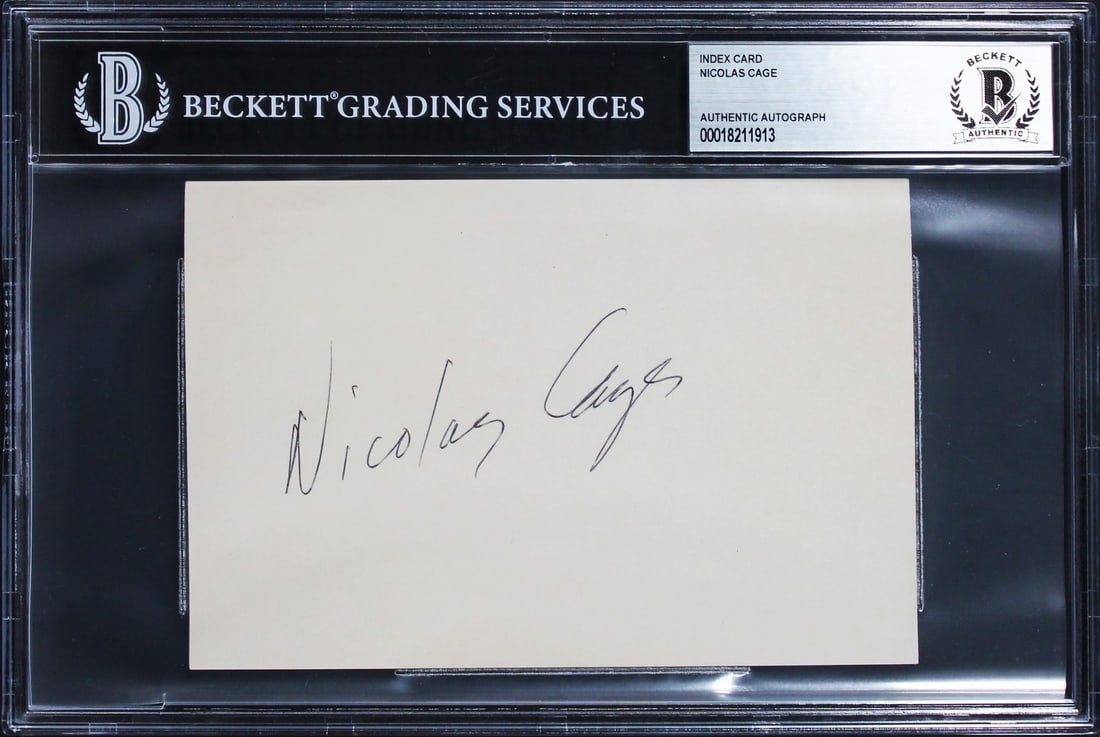 B BECKETT® GRADING SERVICES
INDEX CARD
NICOLAS CAGE
AUTHENTIC AUTOGRAPH
00018211913
BECKETT
B
AUTHENTIC
Nicolas Cage